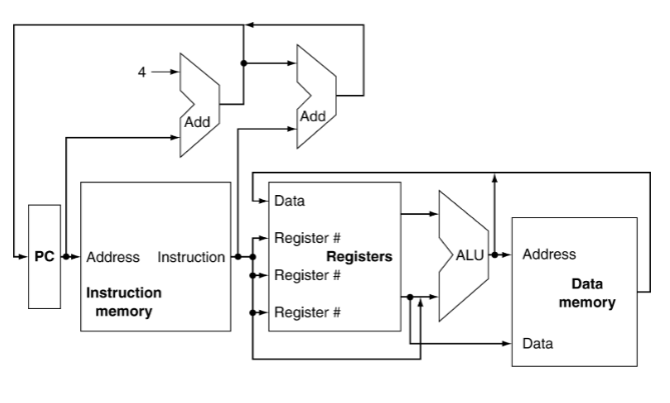 4
Add
Add
Data
Register #
PC
Address
Instruction
Registers
ALU
Address
Register #
Instruction
memory
Data
memory
Register #
Data